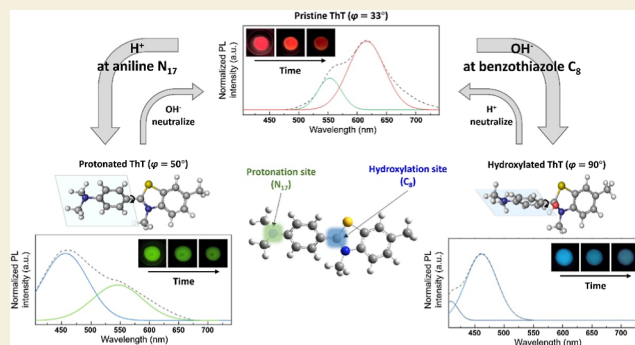 Pristine ThT (φ = 33°)
H⁺
at aniline N₁₇
OH⁻
at benzothiazole C₈
Normalized PL
intensity (a.u.)
Time
450 500 550 600 650 700
Wavelength (nm)
OH⁻
neutralize
H⁺
neutralize
Protonated ThT (φ = 50°)
Protonation site
(N₁₇)
Hydroxylation site
(C₈)
Hydroxylated ThT (φ = 90°)
Normalized PL
intensity (a.u.)
Time
450 500 550 600 650 700
Wavelength (nm)
Normalized PL
intensity (a.u.)
Time
450 500 550 600 650 700
Wavelength (nm)